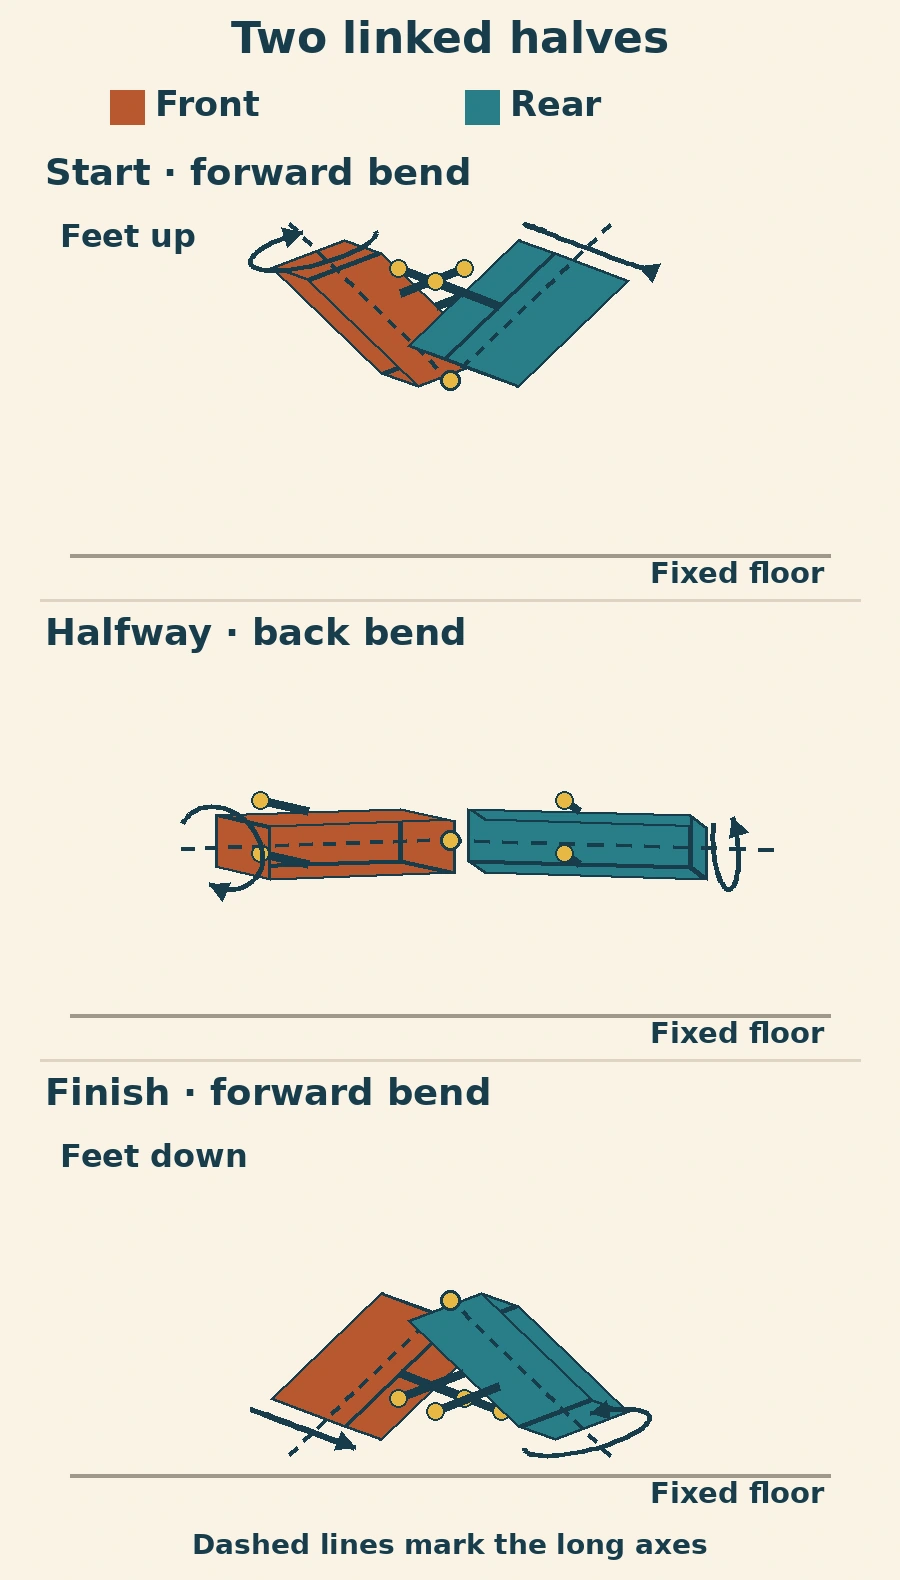 Two linked halves
Front
Rear
Start · forward bend
Feet up
Fixed floor
Halfway · back bend
Fixed floor
Finish · forward bend
Feet down
Fixed floor
Dashed lines mark the long axes